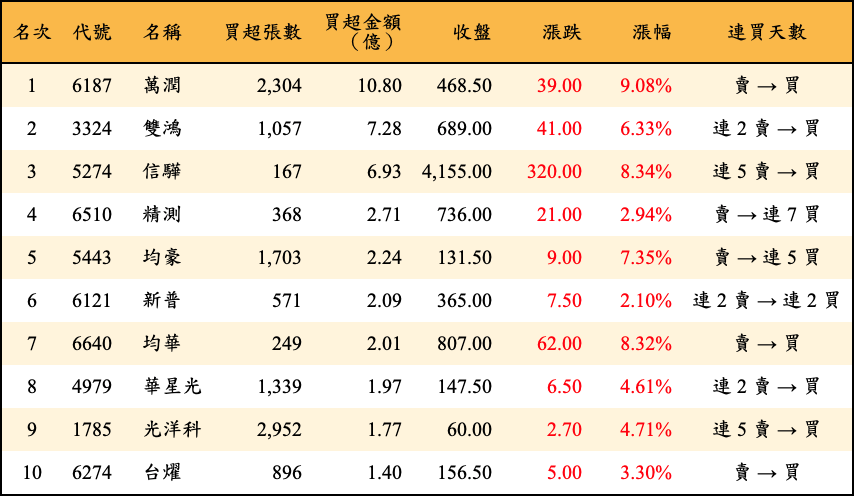 名次 代號 名稱 買超張數 買超金額（億） 收盤 漲跌 漲幅 連買天數
1 6187 萬潤 2,304 10.80 468.50 39.00 9.08% 賣 → 買
2 3324 雙鴻 1,057 7.28 689.00 41.00 6.33% 連 2 賣 → 買
3 5274 信驊 167 6.93 4,155.00 320.00 8.34% 連 5 賣 → 買
4 6510 精測 368 2.71 736.00 21.00 2.94% 賣 → 連 7 買
5 5443 均豪 1,703 2.24 131.50 9.00 7.35% 賣 → 連 5 買
6 6121 新普 571 2.09 365.00 7.50 2.10% 連 2 賣 → 連 2 買
7 6640 均華 249 2.01 807.00 62.00 8.32% 賣 → 買
8 4979 華星光 1,339 1.97 147.50 6.50 4.61% 連 2 賣 → 買
9 1785 光洋科 2,952 1.77 60.00 2.70 4.71% 連 5 賣 → 買
10 6274 台燿 896 1.40 156.50 5.00 3.30% 賣 → 買